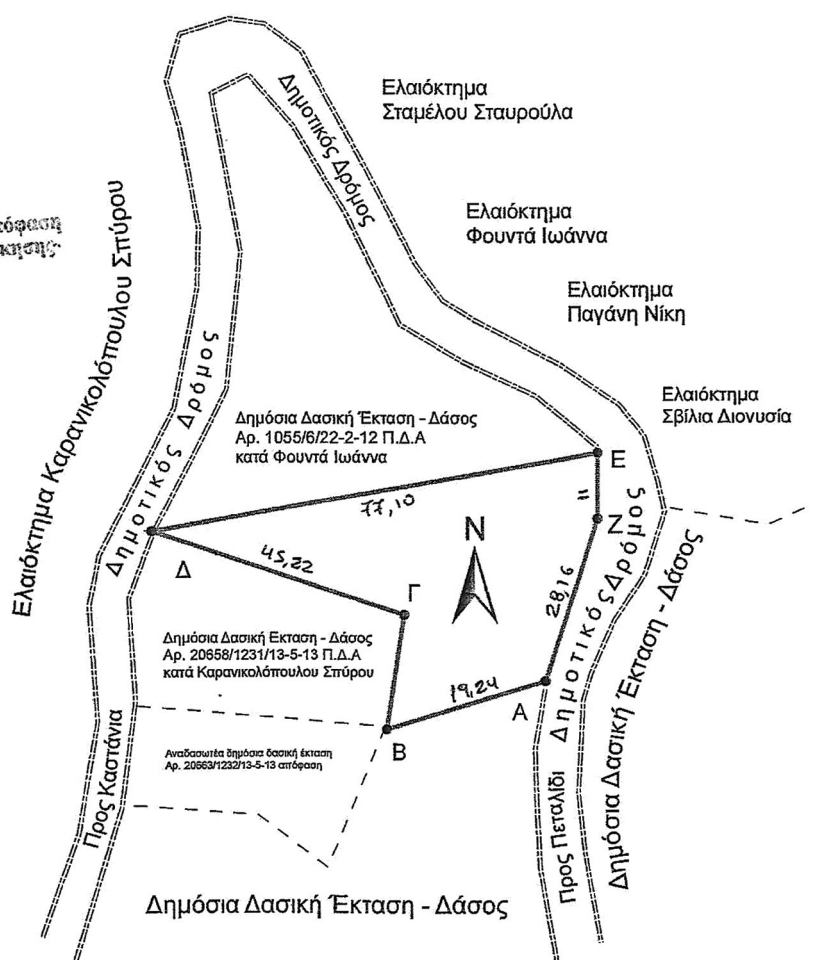 Ελαιόκτημα
Σταμέλου Σταυρούλα
Δημοτικός Δρόμος
Ελαιόκτημα
Φουντά Ιωάννα
Ελαιόκτημα Καρανικολόπουλου Σπύρου
Ελαιόκτημα
Παγάνη Νίκη
Ελαιόκτημα
Σβίλια Διονυσία
Δημοτικός Δρόμος
Δημόσια Δασική Έκταση - Δάσος
Αρ. 1055/6/22-2-12 Π.Δ.Α
κατά Φουντά Ιωάννα
Ε
77,10
Ζ
Ν
Δ
45,22
Γ
28,16
Δημοτικός Δρόμος
Δημόσια Δασική Έκταση - Δάσος
Δημόσια Δασική Εκταση - Δάσος
Αρ. 20658/1231/13-5-13 Π.Δ.Α
κατά Καρανικολόπουλου Σπύρου
19,24
Α
Β
Αναδασωτέα δημόσια δασική έκταση
Αρ. 20663/1232/13-5-13 απόφαση
Προς Καστάνια
Προς Πεταλίδι
Δημόσια Δασική Έκταση - Δάσος